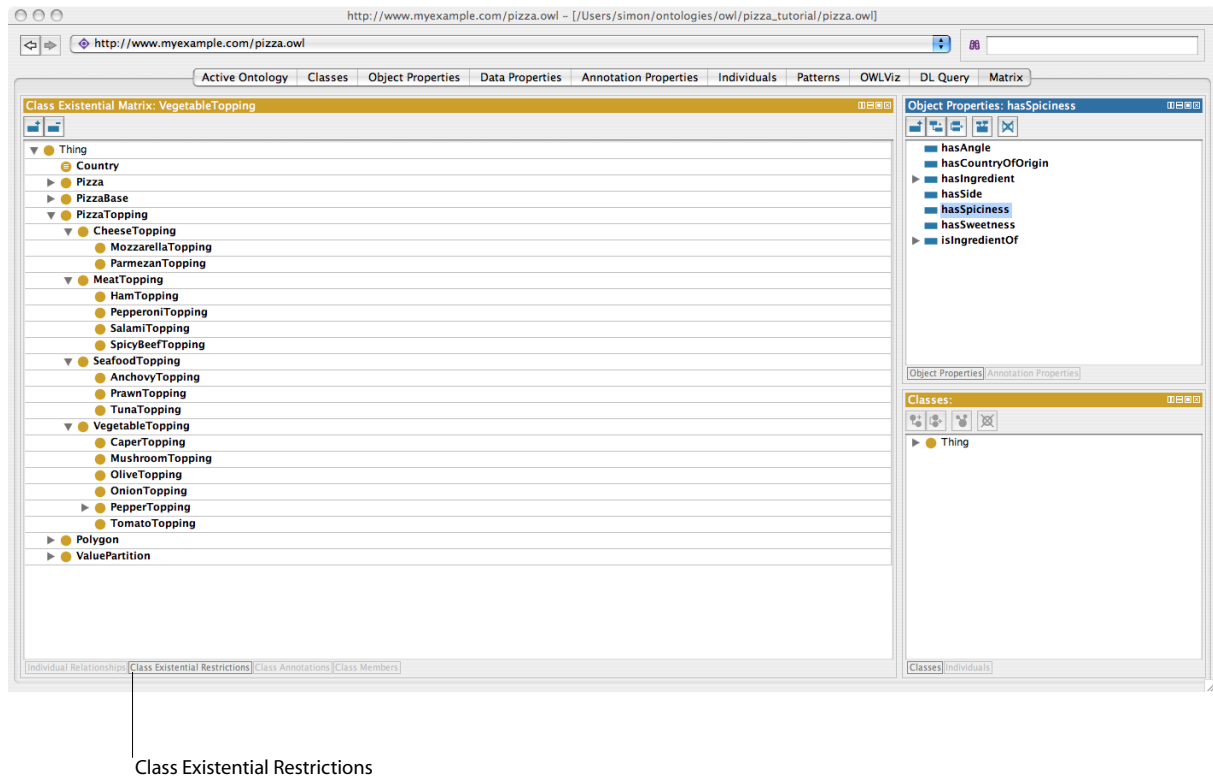 http://www.myexample.com/pizza.owl – [/Users/simon/ontologies/owl/pizza_tutorial/pizza.owl]
http://www.myexample.com/pizza.owl
Active Ontology Classes Object Properties Data Properties Annotation Properties Individuals Patterns OWLViz DL Query Matrix
Class Existential Matrix: VegetableTopping
Thing
Country
Pizza
PizzaBase
PizzaTopping
CheeseTopping
MozzarellaTopping
ParmezanTopping
MeatTopping
HamTopping
PepperoniTopping
SalamiTopping
SpicyBeefTopping
SeafoodTopping
AnchovyTopping
PrawnTopping
TunaTopping
VegetableTopping
CaperTopping
MushroomTopping
OliveTopping
OnionTopping
PepperTopping
TomatoTopping
Polygon
ValuePartition
Individual Relationships Class Existential Restrictions Class Annotations Class Members
Object Properties: hasSpiciness
hasAngle
hasCountryOfOrigin
hasIngredient
hasSide
hasSpiciness
hasSweetness
isIngredientOf
Object Properties Annotation Properties
Classes:
Thing
Classes Individuals
Class Existential Restrictions